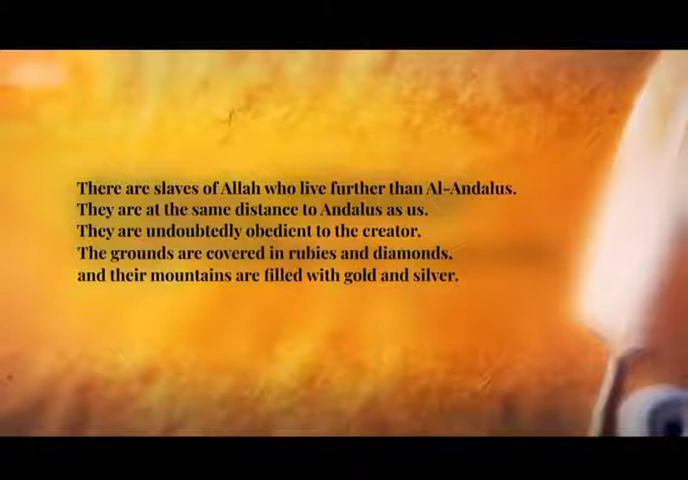 There are slaves of Allah who live further than Al-Andalus.
They are at the same distance to Andalus as us.
They are undoubtedly obedient to the creator.
The grounds are covered in rubies and diamonds,
and their mountains are filled with gold and silver.